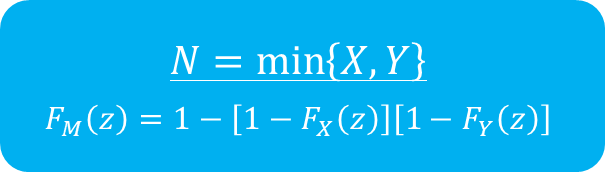 N = min{X, Y}
F_M(z) = 1 − [1 − F_X(z)][1 − F_Y(z)]